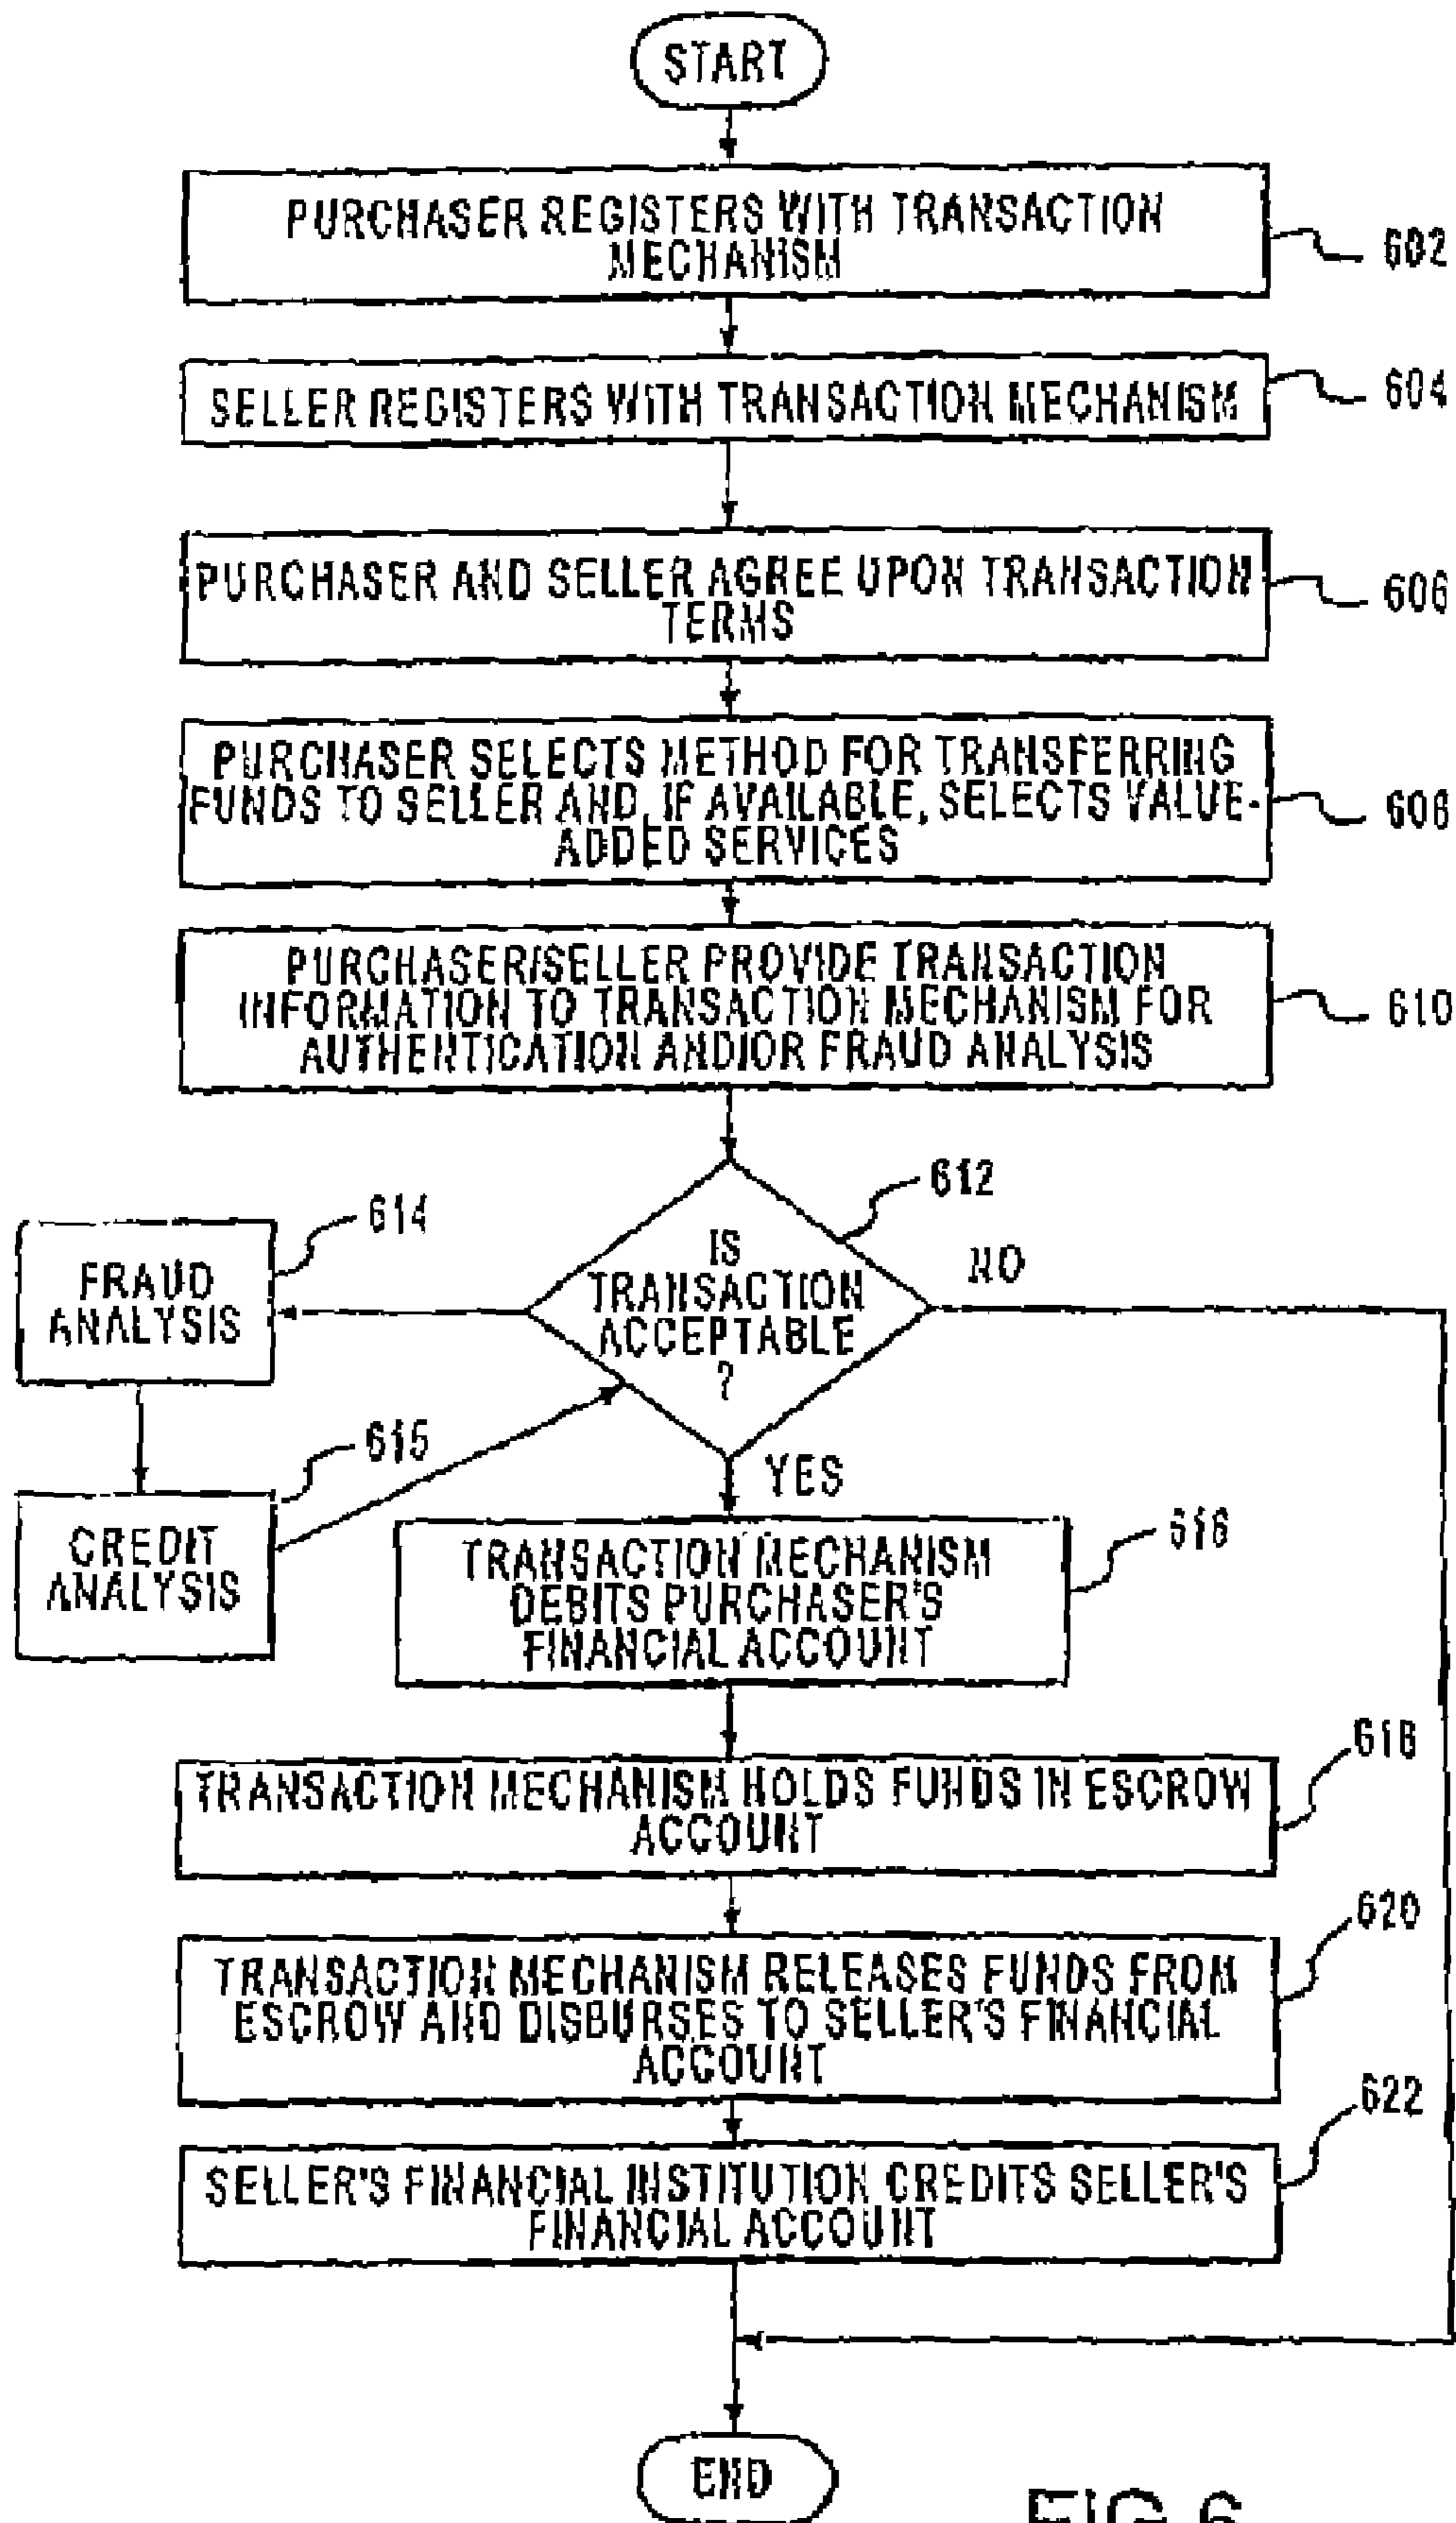 START
PURCHASER REGISTERS WITH TRANSACTION
MECHANISM
602
SELLER REGISTERS WITH TRANSACTION MECHANISM
604
PURCHASER AND SELLER AGREE UPON TRANSACTION
TERMS
606
PURCHASER SELECTS METHOD FOR TRANSFERRING
FUNDS TO SELLER AND, IF AVAILABLE, SELECTS VALUE-
ADDED SERVICES
608
PURCHASER/SELLER PROVIDE TRANSACTION
INFORMATION TO TRANSACTION MECHANISM FOR
AUTHENTICATION AND/OR FRAUD ANALYSIS
610
612
IS
TRANSACTION
ACCEPTABLE
?
NO
614
FRAUD
ANALYSIS
615
CREDIT
ANALYSIS
YES
616
TRANSACTION MECHANISM
DEBITS PURCHASER'S
FINANCIAL ACCOUNT
618
TRANSACTION MECHANISM HOLDS FUNDS IN ESCROW
ACCOUNT
620
TRANSACTION MECHANISM RELEASES FUNDS FROM
ESCROW AND DISBURSES TO SELLER'S FINANCIAL
ACCOUNT
622
SELLER'S FINANCIAL INSTITUTION CREDITS SELLER'S
FINANCIAL ACCOUNT
END
FIG. 6